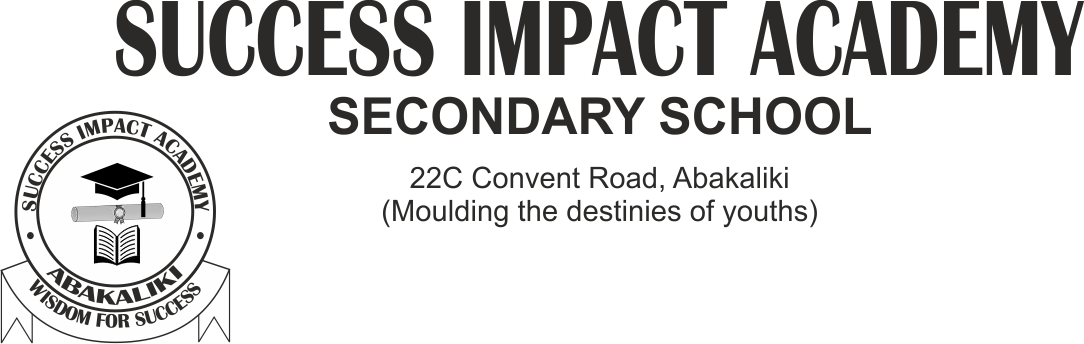 SUCCESS IMPACT ACADEMY
SECONDARY SCHOOL
22C Convent Road, Abakaliki
(Moulding the destinies of youths)
SUCCESS IMPACT ACADEMY
ABAKALIKI
WISDOM FOR SUCCESS